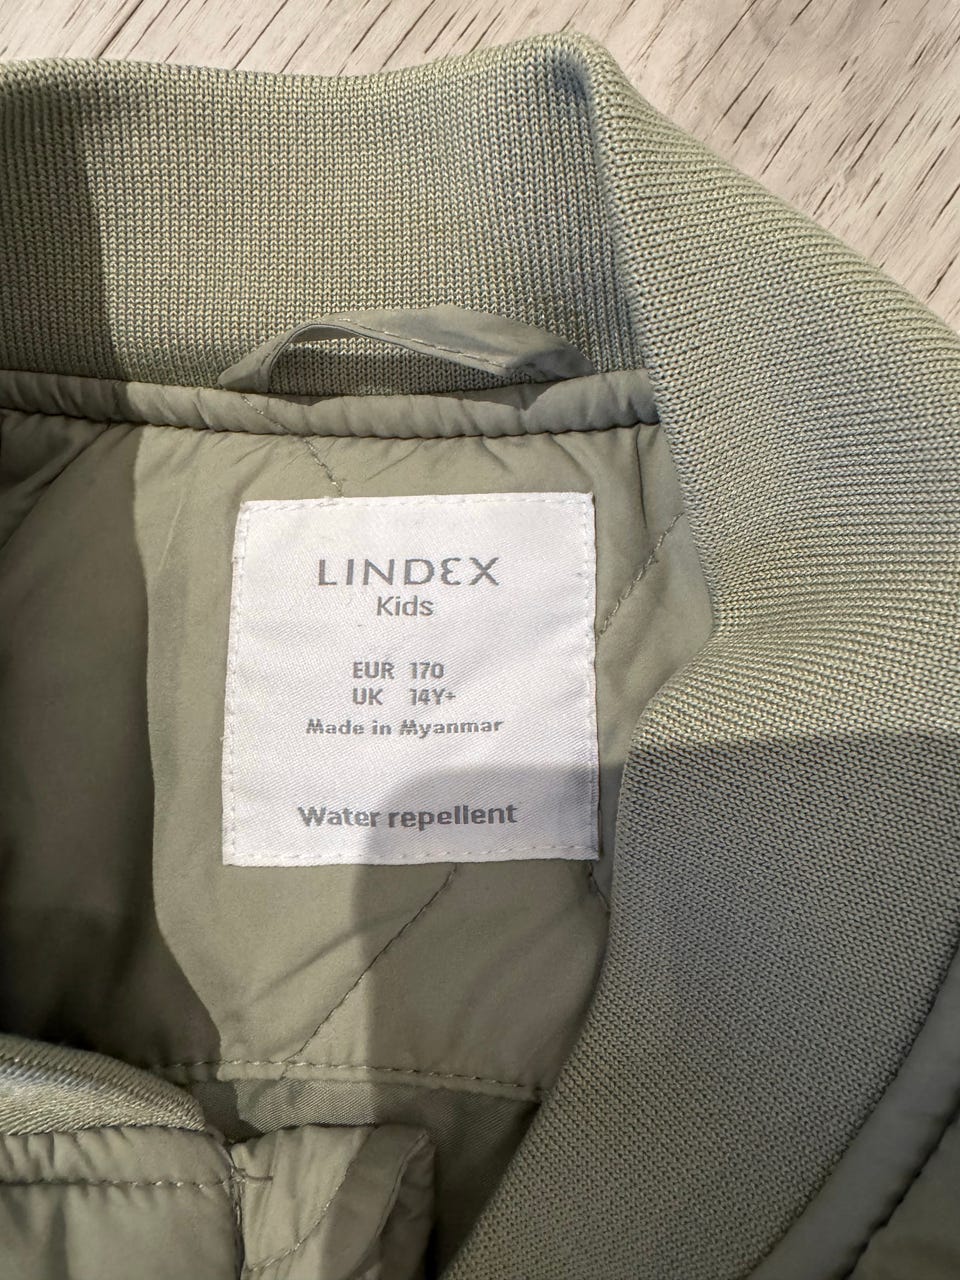 LINDEX
Kids
EUR 170
UK 14Y+
Made in Myanmar
Water repellent